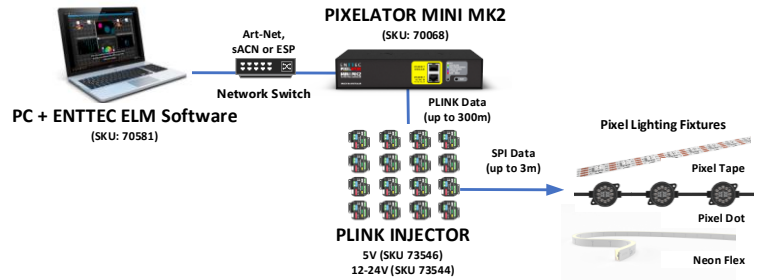 PIXELATOR MINI MK2
(SKU: 70068)
Art-Net,
sACN or ESP
Network Switch
PC + ENTTEC ELM Software
(SKU: 70581)
PLINK Data
(up to 300m)
Pixel Lighting Fixtures
SPI Data
(up to 3m)
Pixel Tape
Pixel Dot
Neon Flex
PLINK INJECTOR
5V (SKU 73546)
12-24V (SKU 73544)